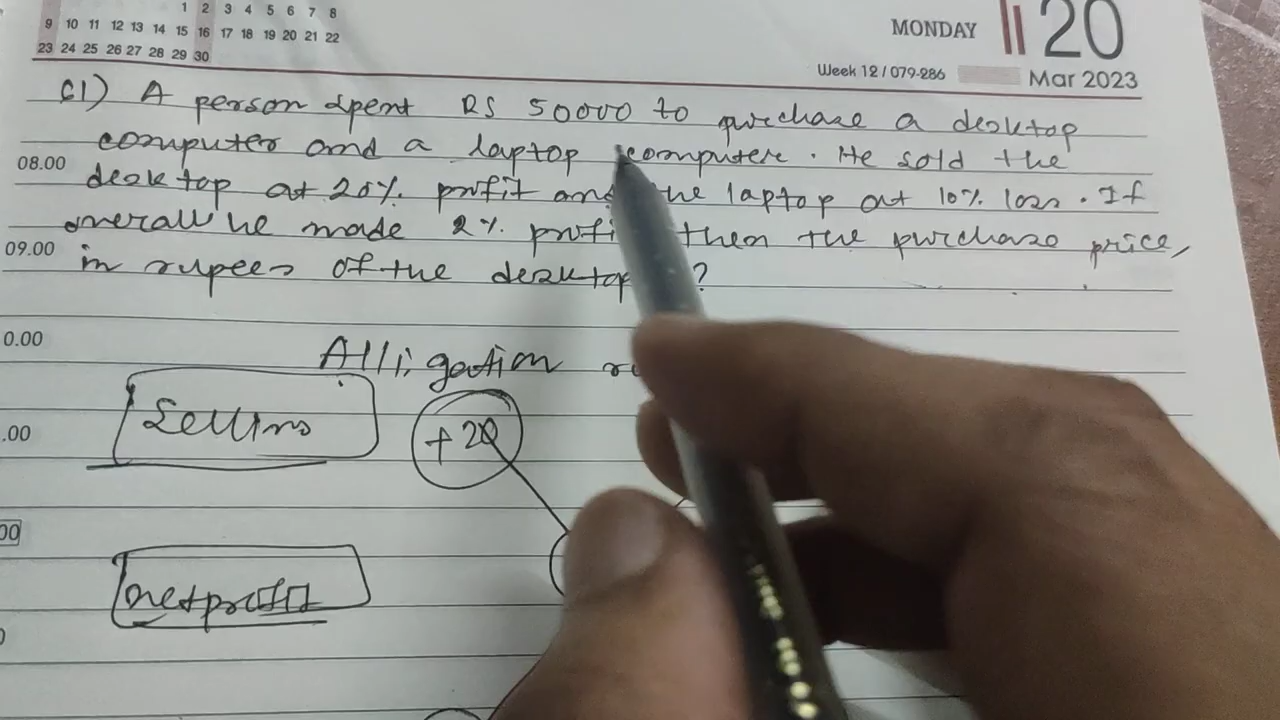 1 2 3 4 5 6 7 8
9 10 11 12 13 14 15 16 17 18 19 20 21 22
23 24 25 26 27 28 29 30
MONDAY 20
Week 12 / 079-286 Mar 2023
Q1) A person spent RS 50000 to purchase a desktop
computer and a laptop computer. He sold the
08.00
desktop at 20% profit and the laptop at 10% loss. If
overall he made 2% profit then the purchase price,
09.00
in rupees of the desktop ?
0.00
Alligation
.00
Selling
+20
00
netprofit
0